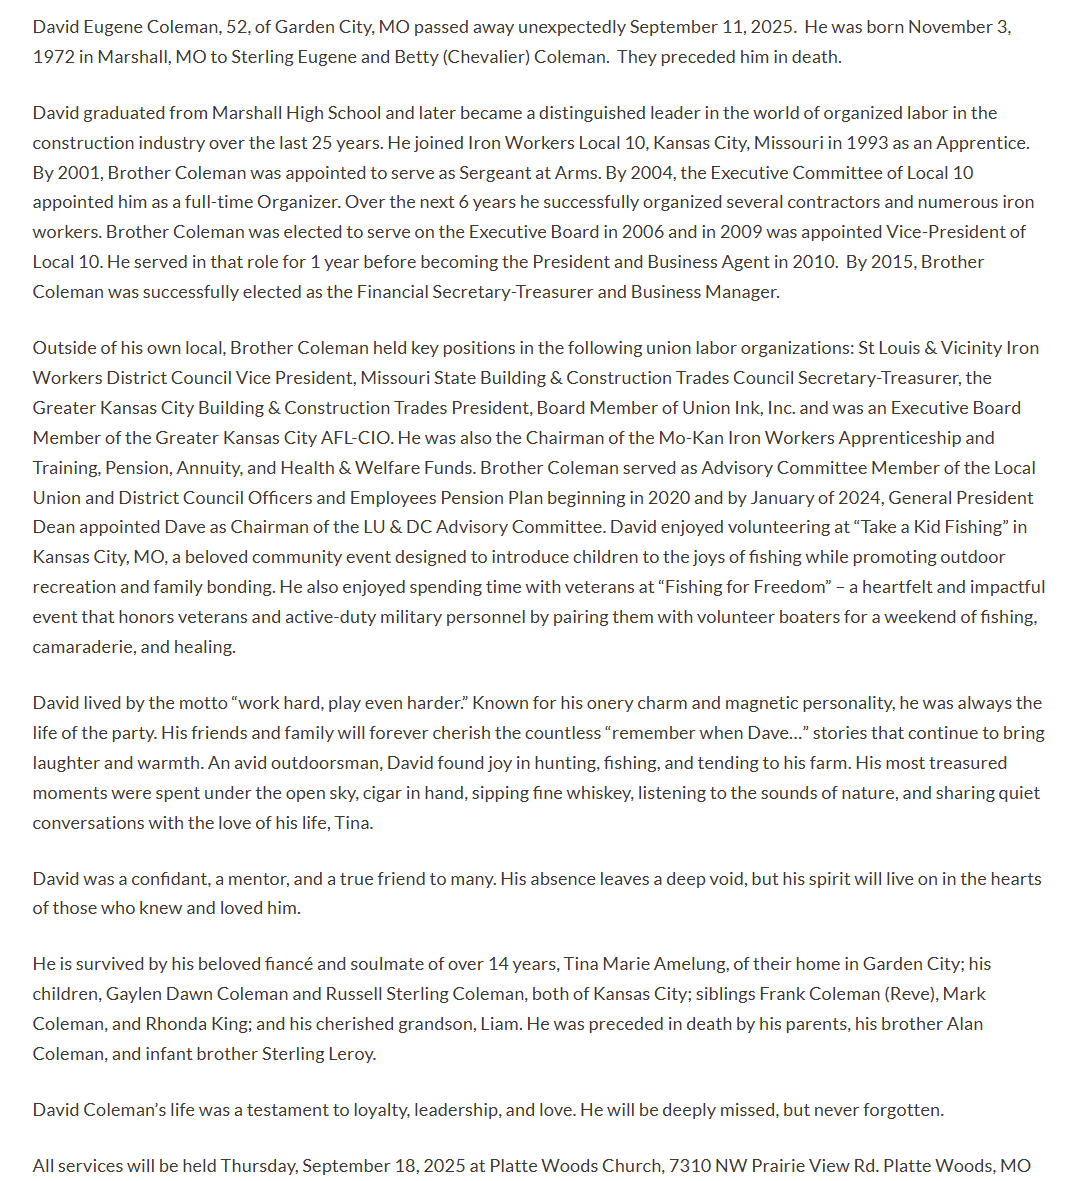 David Eugene Coleman, 52, of Garden City, MO passed away unexpectedly September 11, 2025.  He was born November 3,
1972 in Marshall, MO to Sterling Eugene and Betty (Chevalier) Coleman.  They preceded him in death.
David graduated from Marshall High School and later became a distinguished leader in the world of organized labor in the
construction industry over the last 25 years. He joined Iron Workers Local 10, Kansas City, Missouri in 1993 as an Apprentice.
By 2001, Brother Coleman was appointed to serve as Sergeant at Arms. By 2004, the Executive Committee of Local 10
appointed him as a full-time Organizer. Over the next 6 years he successfully organized several contractors and numerous iron
workers. Brother Coleman was elected to serve on the Executive Board in 2006 and in 2009 was appointed Vice-President of
Local 10. He served in that role for 1 year before becoming the President and Business Agent in 2010.  By 2015, Brother
Coleman was successfully elected as the Financial Secretary-Treasurer and Business Manager.
Outside of his own local, Brother Coleman held key positions in the following union labor organizations: St Louis & Vicinity Iron
Workers District Council Vice President, Missouri State Building & Construction Trades Council Secretary-Treasurer, the
Greater Kansas City Building & Construction Trades President, Board Member of Union Ink, Inc. and was an Executive Board
Member of the Greater Kansas City AFL-CIO. He was also the Chairman of the Mo-Kan Iron Workers Apprenticeship and
Training, Pension, Annuity, and Health & Welfare Funds. Brother Coleman served as Advisory Committee Member of the Local
Union and District Council Officers and Employees Pension Plan beginning in 2020 and by January of 2024, General President
Dean appointed Dave as Chairman of the LU & DC Advisory Committee. David enjoyed volunteering at “Take a Kid Fishing” in
Kansas City, MO, a beloved community event designed to introduce children to the joys of fishing while promoting outdoor
recreation and family bonding. He also enjoyed spending time with veterans at “Fishing for Freedom” – a heartfelt and impactful
event that honors veterans and active-duty military personnel by pairing them with volunteer boaters for a weekend of fishing,
camaraderie, and healing.
David lived by the motto “work hard, play even harder.” Known for his onery charm and magnetic personality, he was always the
life of the party. His friends and family will forever cherish the countless “remember when Dave…” stories that continue to bring
laughter and warmth. An avid outdoorsman, David found joy in hunting, fishing, and tending to his farm. His most treasured
moments were spent under the open sky, cigar in hand, sipping fine whiskey, listening to the sounds of nature, and sharing quiet
conversations with the love of his life, Tina.
David was a confidant, a mentor, and a true friend to many. His absence leaves a deep void, but his spirit will live on in the hearts
of those who knew and loved him.
He is survived by his beloved fiancé and soulmate of over 14 years, Tina Marie Amelung, of their home in Garden City; his
children, Gaylen Dawn Coleman and Russell Sterling Coleman, both of Kansas City; siblings Frank Coleman (Reve), Mark
Coleman, and Rhonda King; and his cherished grandson, Liam. He was preceded in death by his parents, his brother Alan
Coleman, and infant brother Sterling Leroy.
David Coleman’s life was a testament to loyalty, leadership, and love. He will be deeply missed, but never forgotten.
All services will be held Thursday, September 18, 2025 at Platte Woods Church, 7310 NW Prairie View Rd. Platte Woods, MO